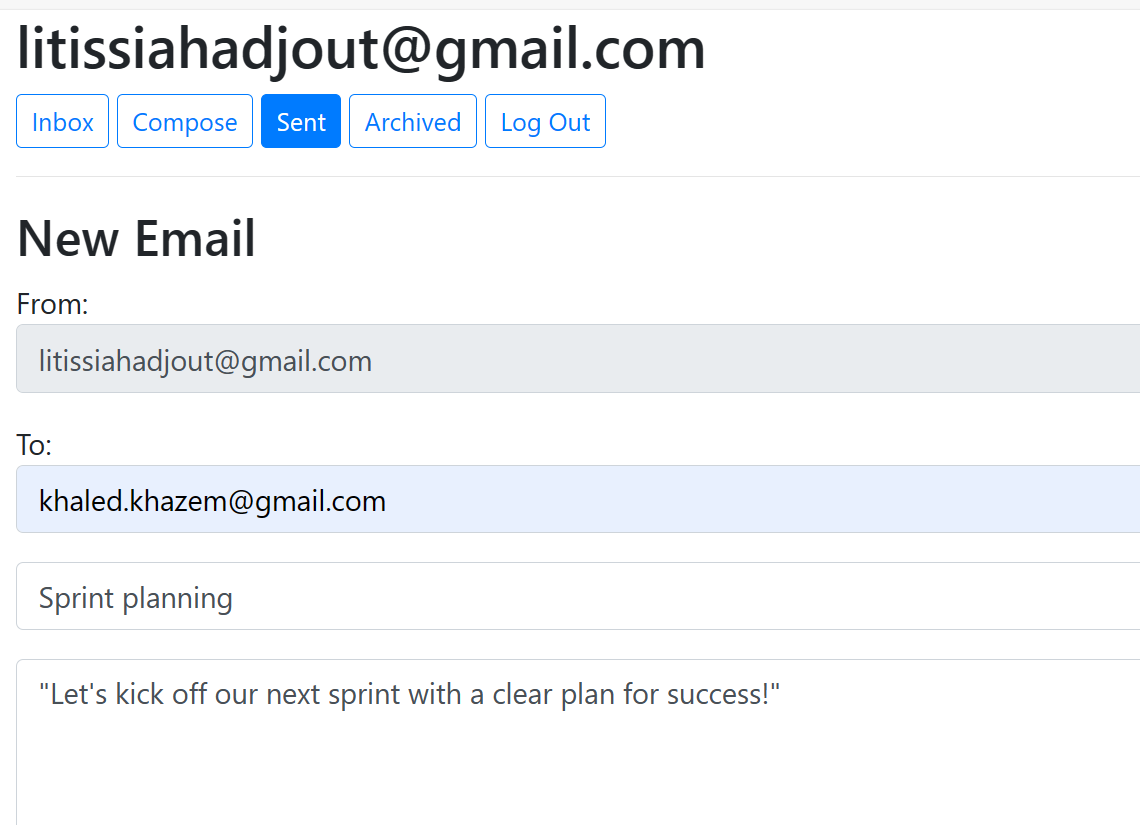 litissiahadjout@gmail.com
Inbox Compose Sent Archived Log Out
New Email
From:
litissiahadjout@gmail.com
To:
khaled.khazem@gmail.com
Sprint planning
"Let's kick off our next sprint with a clear plan for success!"